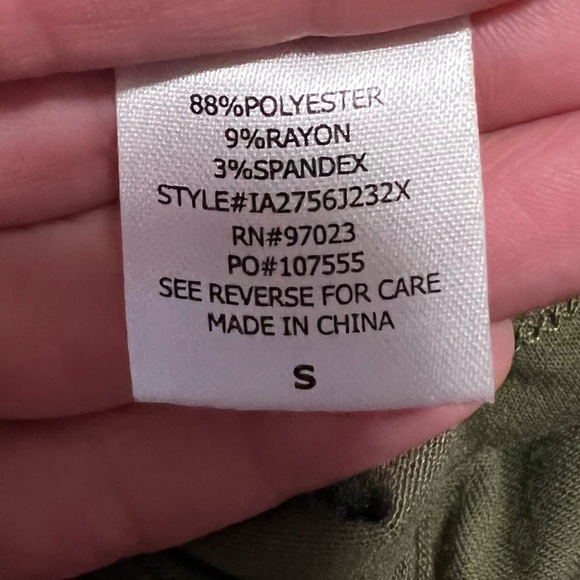 88%POLYESTER
9%RAYON
3%SPANDEX
STYLE#IA2756J232X
RN#97023
PO#107555
SEE REVERSE FOR CARE
MADE IN CHINA
S